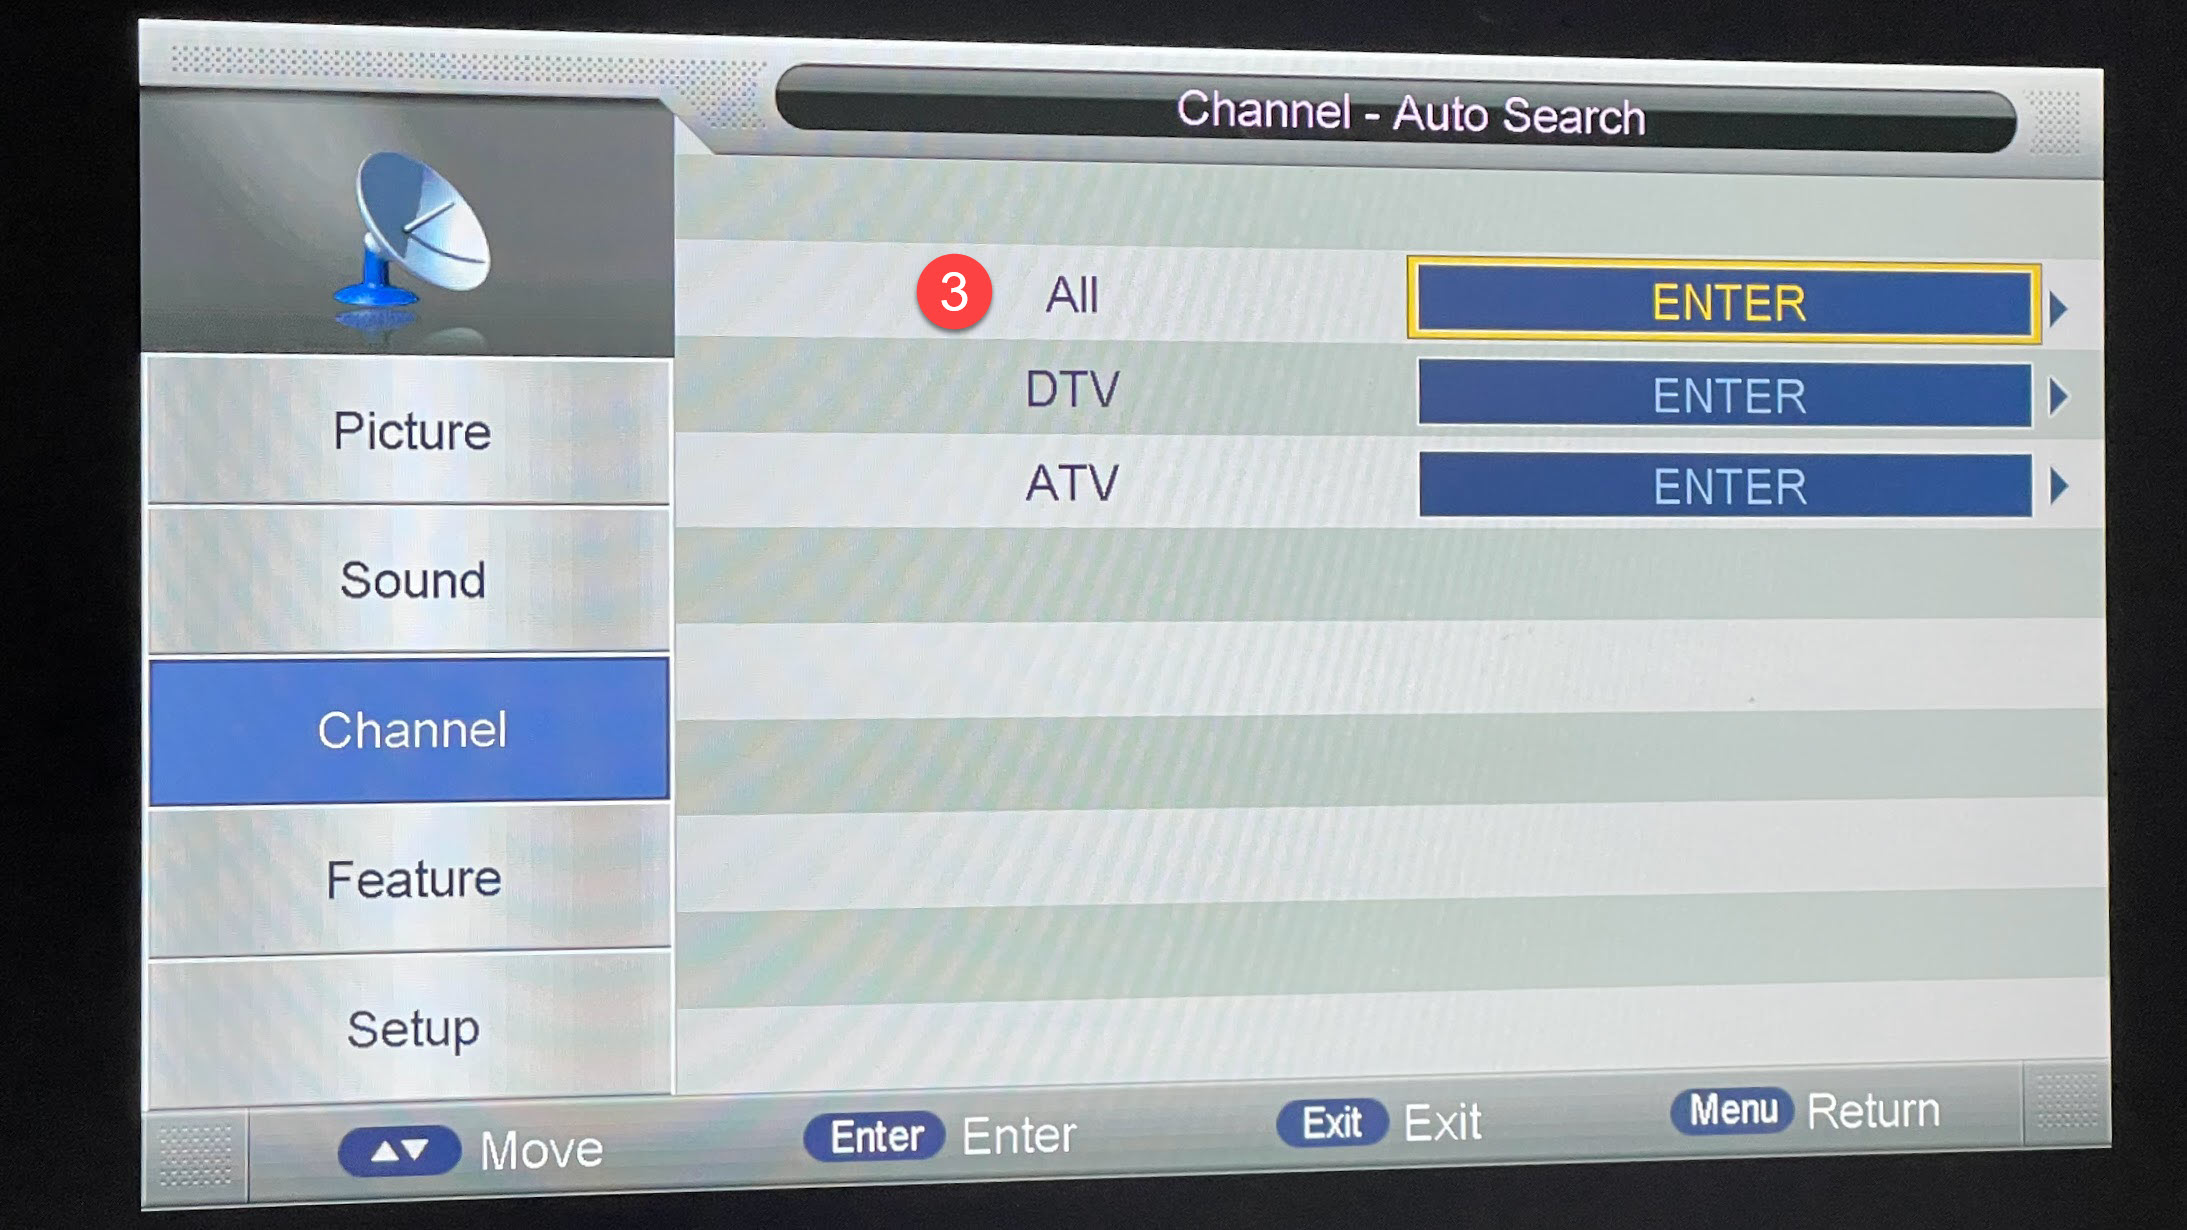 Channel - Auto Search
3 All ENTER
DTV ENTER
ATV ENTER
Picture
Sound
Channel
Feature
Setup
▲▼ Move Enter Enter Exit Exit Menu Return